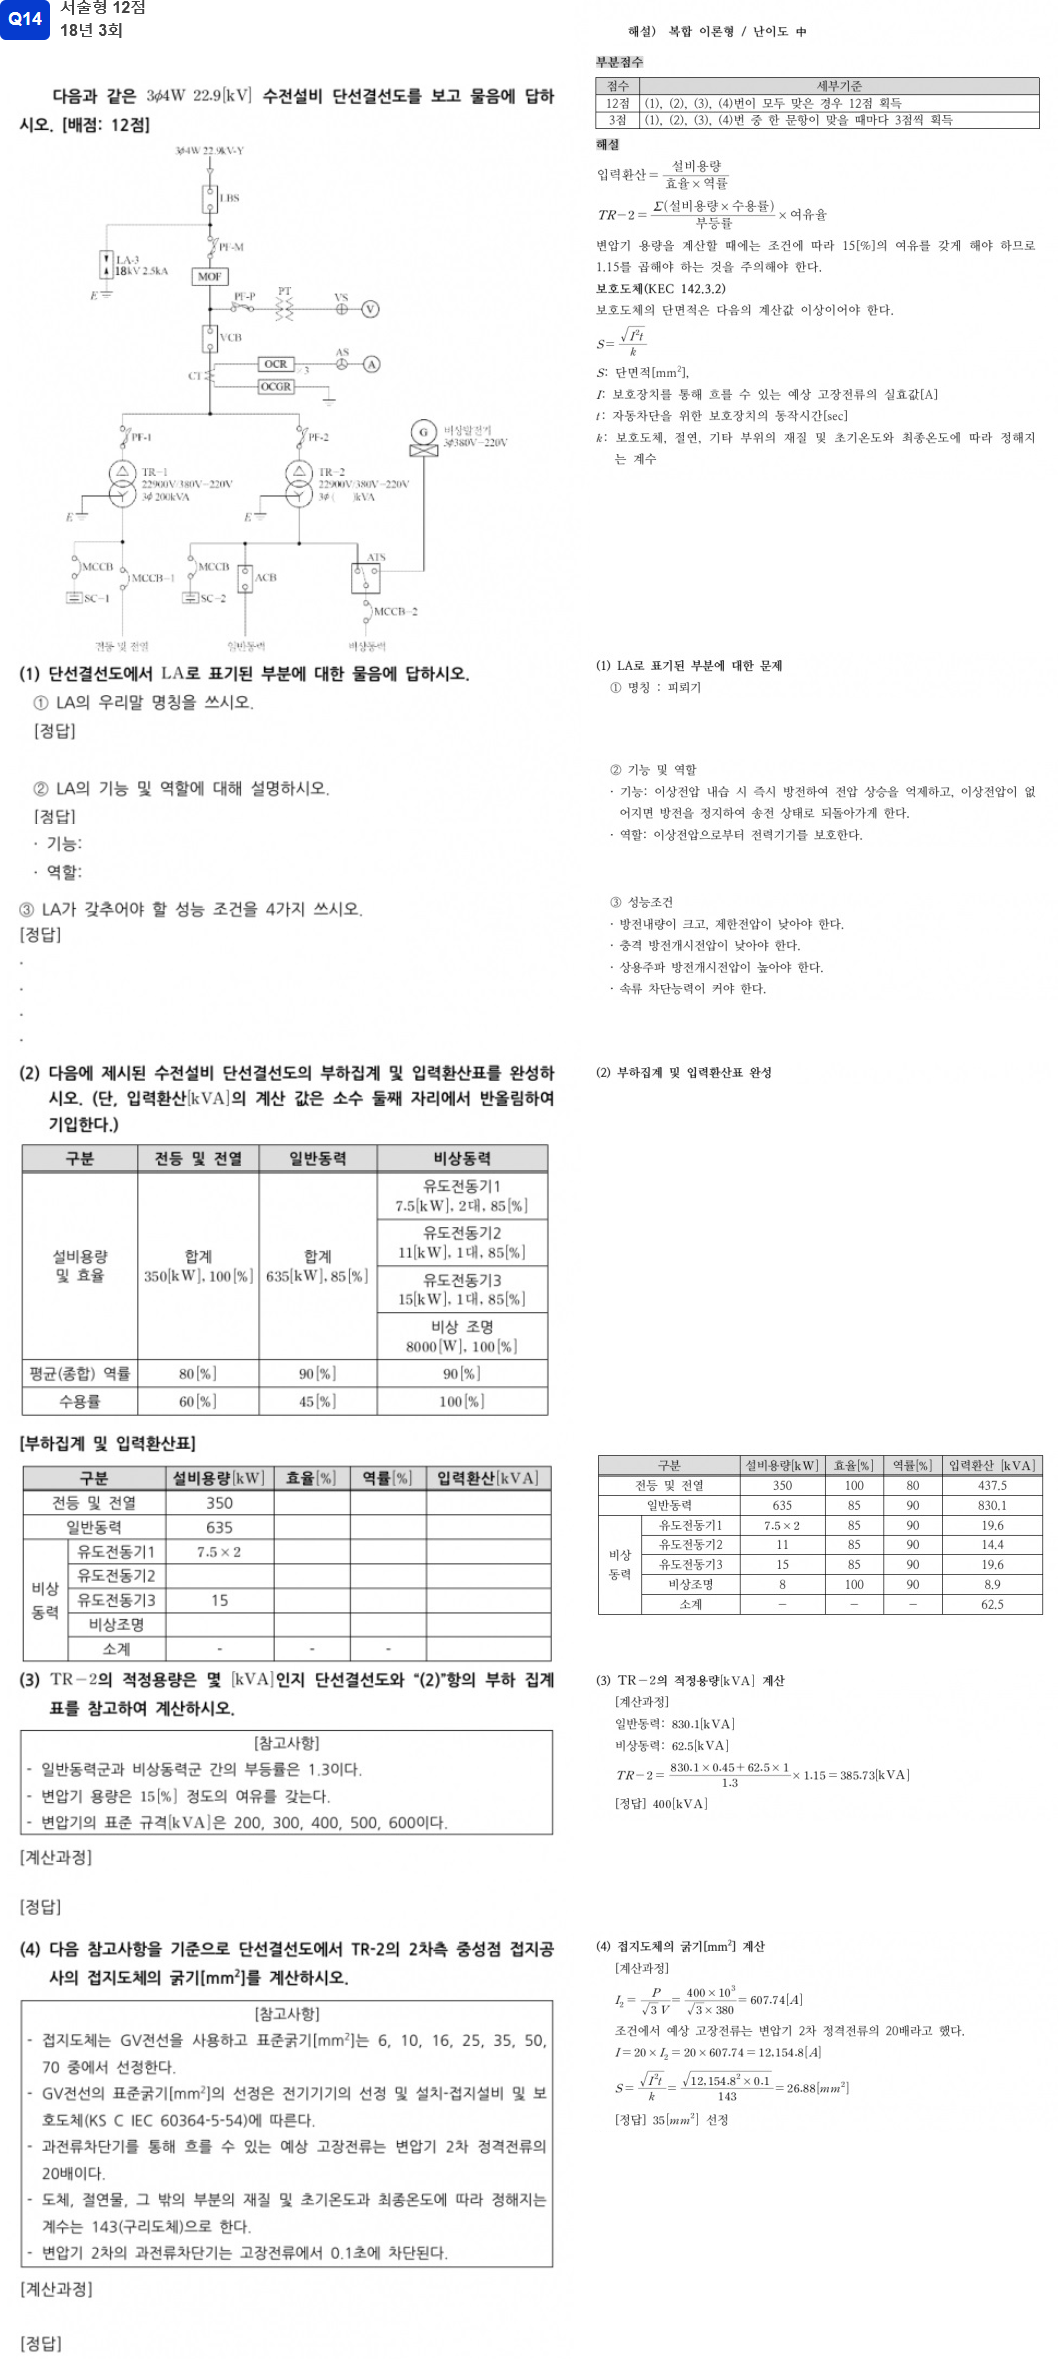 Q14
서술형 12점
18년 3회
다음과 같은 3ϕ4W 22.9[kV] 수전설비 단선결선도를 보고 물음에 답하
시오. [배점: 12점]
3ϕ4W 22.9kV-Y
LBS
PF-M
LA-3
18kV 2.5kA
E
MOF
PF-P
PT
VS
V
VCB
CT
OCR
×3
AS
A
OCGR
PF-1
PF-2
G
비상발전기
3ϕ380V-220V
TR-1
22900V/380V-220V
3ϕ 200kVA
E
TR-2
22900V/380V-220V
3ϕ ( )kVA
E
MCCB
MCCB-1
SC-1
MCCB
ACB
SC-2
ATS
MCCB-2
전등 및 전열
일반동력
비상동력
(1) 단선결선도에서 LA로 표기된 부분에 대한 물음에 답하시오.
① LA의 우리말 명칭을 쓰시오.
[정답]
② LA의 기능 및 역할에 대해 설명하시오.
[정답]
· 기능:
· 역할:
③ LA가 갖추어야 할 성능 조건을 4가지 쓰시오.
[정답]
·
·
·
·
(2) 다음에 제시된 수전설비 단선결선도의 부하집계 및 입력환산표를 완성하
시오. (단, 입력환산[kVA]의 계산 값은 소수 둘째 자리에서 반올림하여
기입한다.)
구분 전등 및 전열 일반동력 비상동력
설비용량
및 효율
합계
350[kW], 100[%]
합계
635[kW], 85[%]
유도전동기1
7.5[kW], 2대, 85[%]
유도전동기2
11[kW], 1대, 85[%]
유도전동기3
15[kW], 1대, 85[%]
비상 조명
8000[W], 100[%]
평균(종합) 역률 80[%] 90[%] 90[%]
수용률 60[%] 45[%] 100[%]
[부하집계 및 입력환산표]
구분 설비용량[kW] 효율[%] 역률[%] 입력환산[kVA]
전등 및 전열 350
일반동력 635
비상
동력
유도전동기1 7.5×2
유도전동기2
유도전동기3 15
비상조명
소계 - - -
(3) TR-2의 적정용량은 몇 [kVA]인지 단선결선도와 “(2)”항의 부하 집계
표를 참고하여 계산하시오.
[참고사항]
- 일반동력군과 비상동력군 간의 부등률은 1.3이다.
- 변압기 용량은 15[%] 정도의 여유를 갖는다.
- 변압기의 표준 규격[kVA]은 200, 300, 400, 500, 600이다.
[계산과정]
[정답]
(4) 다음 참고사항을 기준으로 단선결선도에서 TR-2의 2차측 중성점 접지공
사의 접지도체의 굵기[mm²]를 계산하시오.
[참고사항]
- 접지도체는 GV전선을 사용하고 표준굵기[mm²]는 6, 10, 16, 25, 35, 50,
70 중에서 선정한다.
- GV전선의 표준굵기[mm²]의 선정은 전기기기의 선정 및 설치-접지설비 및 보
호도체(KS C IEC 60364-5-54)에 따른다.
- 과전류차단기를 통해 흐를 수 있는 예상 고장전류는 변압기 2차 정격전류의
20배이다.
- 도체, 절연물, 그 밖의 부분의 재질 및 초기온도와 최종온도에 따라 정해지는
계수는 143(구리도체)으로 한다.
- 변압기 2차의 과전류차단기는 고장전류에서 0.1초에 차단된다.
[계산과정]
[정답]
해설) 복합 이론형 / 난이도 中
부분점수
점수 세부기준
12점 (1), (2), (3), (4)번이 모두 맞은 경우 12점 획득
3점 (1), (2), (3), (4)번 중 한 문항이 맞을 때마다 3점씩 획득
해설
입력환산 = 설비용량 / 효율×역률
TR-2 = Σ(설비용량×수용률) / 부등률 × 여유율
변압기 용량을 계산할 때에는 조건에 따라 15[%]의 여유를 갖게 해야 하므로
1.15를 곱해야 하는 것을 주의해야 한다.
보호도체(KEC 142.3.2)
보호도체의 단면적은 다음의 계산값 이상이어야 한다.
S = √I²t / k
S: 단면적[mm²],
I: 보호장치를 통해 흐를 수 있는 예상 고장전류의 실효값[A]
t: 자동차단을 위한 보호장치의 동작시간[sec]
k: 보호도체, 절연, 기타 부위의 재질 및 초기온도와 최종온도에 따라 정해지
는 계수
(1) LA로 표기된 부분에 대한 문제
① 명칭 : 피뢰기
② 기능 및 역할
· 기능: 이상전압 내습 시 즉시 방전하여 전압 상승을 억제하고, 이상전압이 없
어지면 방전을 정지하여 송전 상태로 되돌아가게 한다.
· 역할: 이상전압으로부터 전력기기를 보호한다.
③ 성능조건
· 방전내량이 크고, 제한전압이 낮아야 한다.
· 충격 방전개시전압이 낮아야 한다.
· 상용주파 방전개시전압이 높아야 한다.
· 속류 차단능력이 커야 한다.
(2) 부하집계 및 입력환산표 완성
구분 설비용량[kW] 효율[%] 역률[%] 입력환산 [kVA]
전등 및 전열 350 100 80 437.5
일반동력 635 85 90 830.1
비상
동력
유도전동기1 7.5×2 85 90 19.6
유도전동기2 11 85 90 14.4
유도전동기3 15 85 90 19.6
비상조명 8 100 90 8.9
소계 − − − 62.5
(3) TR-2의 적정용량[kVA] 계산
[계산과정]
일반동력: 830.1[kVA]
비상동력: 62.5[kVA]
TR-2 = 830.1×0.45+62.5×1 / 1.3 ×1.15 = 385.73[kVA]
[정답] 400[kVA]
(4) 접지도체의 굵기[mm²] 계산
[계산과정]
I₂ = P / √3 V = 400×10³ / √3×380 = 607.74[A]
조건에서 예상 고장전류는 변압기 2차 정격전류의 20배라고 했다.
I = 20×I₂ = 20×607.74 = 12,154.8[A]
S = √I²t / k = √12,154.8²×0.1 / 143 = 26.88[mm²]
[정답] 35[mm²] 선정